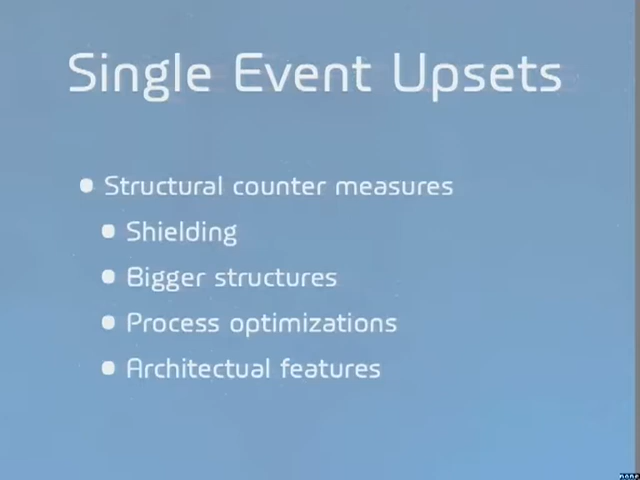 Single Event Upsets
Structural counter measures
Shielding
Bigger structures
Process optimizations
Architectual features